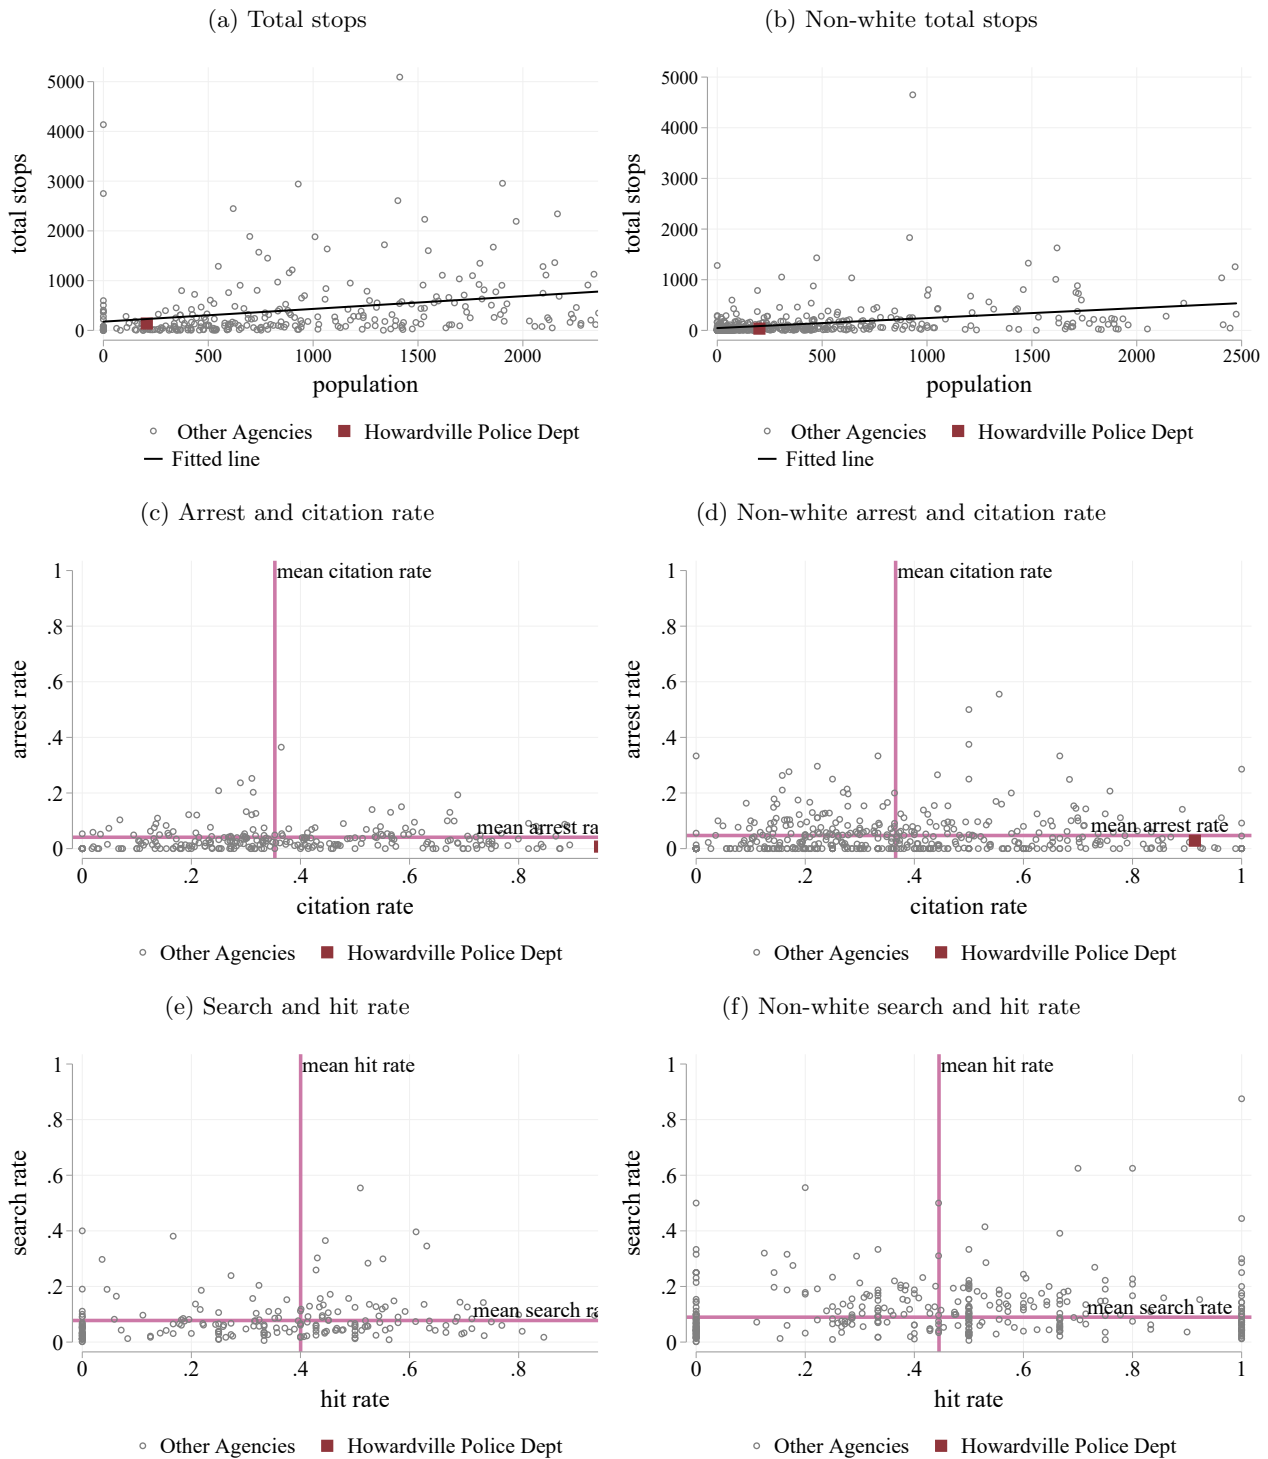 (a) Total stops
5000
4000
3000
2000
1000
0
total stops
0 500 1000 1500 2000
population
Other Agencies Howardville Police Dept
Fitted line
(b) Non-white total stops
5000
4000
3000
2000
1000
0
total stops
0 500 1000 1500 2000 2500
population
Other Agencies Howardville Police Dept
Fitted line
(c) Arrest and citation rate
mean citation rate
1
.8
.6
.4
.2
0
arrest rate
mean arrest ra
0 .2 .4 .6 .8
citation rate
Other Agencies Howardville Police Dept
(d) Non-white arrest and citation rate
mean citation rate
1
.8
.6
.4
.2
0
arrest rate
mean arrest rate
0 .2 .4 .6 .8 1
citation rate
Other Agencies Howardville Police Dept
(e) Search and hit rate
mean hit rate
1
.8
.6
.4
.2
0
search rate
mean search ra
0 .2 .4 .6 .8
hit rate
Other Agencies Howardville Police Dept
(f) Non-white search and hit rate
mean hit rate
1
.8
.6
.4
.2
0
search rate
mean search rate
0 .2 .4 .6 .8 1
hit rate
Other Agencies Howardville Police Dept